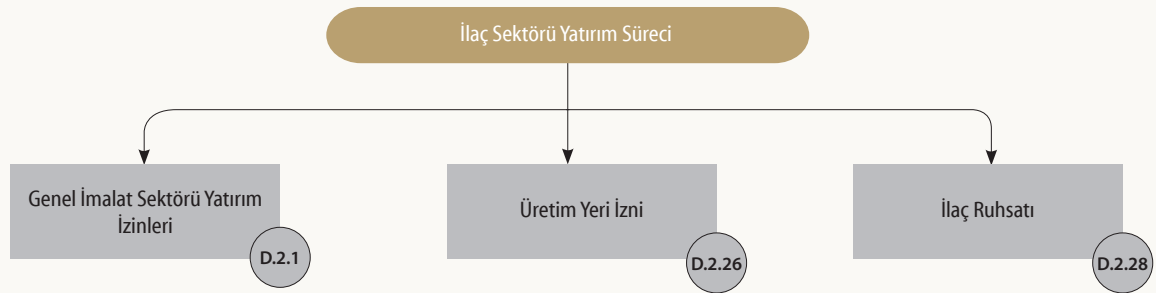 İlaç Sektörü Yatırım Süreci
Genel İmalat Sektörü Yatırım
İzinleri
D.2.1
Üretim Yeri İzni
D.2.26
İlaç Ruhsatı
D.2.28